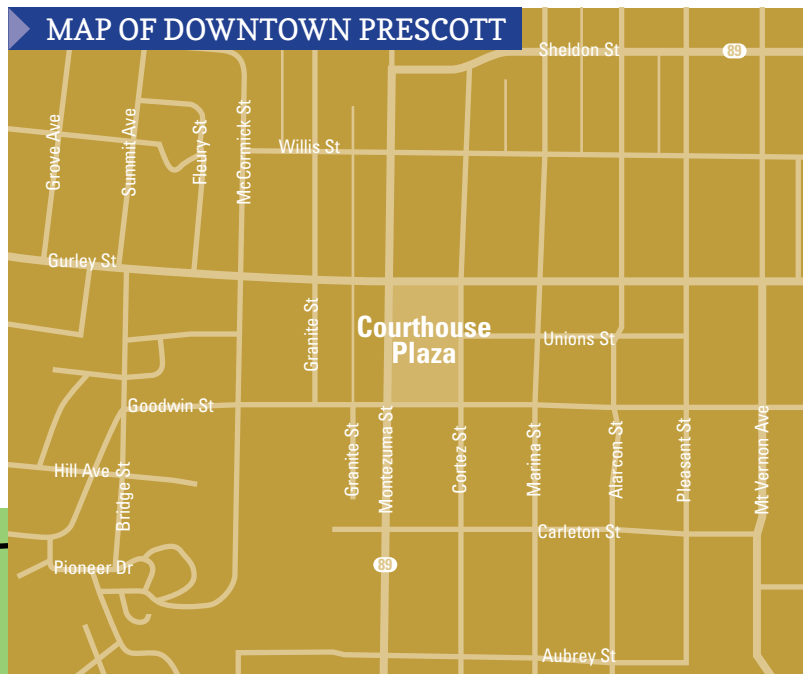 MAP OF DOWNTOWN PRESCOTT
Sheldon St
89
Grove Ave
Summit Ave
Fleury St
McCormick St
Willis St
Gurley St
Granite St
Courthouse
Plaza
Unions St
Goodwin St
Granite St
Montezuma St
Cortez St
Marina St
Alarcon St
Pleasant St
Mt Vernon Ave
Hill Ave
Bridge St
Carleton St
Pioneer Dr
89
Aubrey St